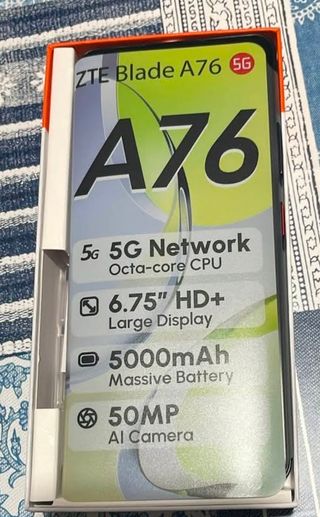 ZTE Blade A76 5G
A76
5G 5G Network
Octa-core CPU
6.75" HD+
Large Display
5000mAh
Massive Battery
50MP
AI Camera